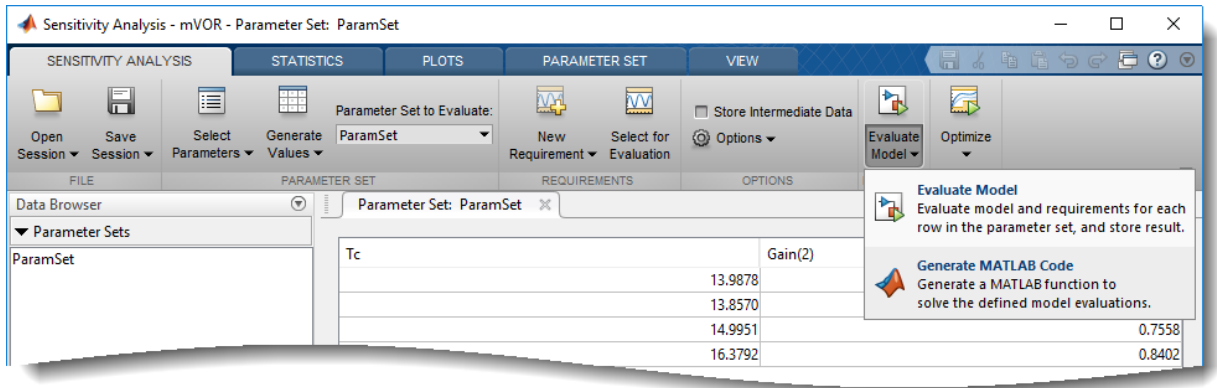 Sensitivity Analysis - mVOR - Parameter Set: ParamSet
SENSITIVITY ANALYSIS STATISTICS PLOTS PARAMETER SET VIEW
Open Session
Save Session
Select Parameters
Generate Values
Parameter Set to Evaluate:
ParamSet
New Requirement
Select for Evaluation
Store Intermediate Data
Options
Evaluate Model
Optimize
FILE PARAMETER SET REQUIREMENTS OPTIONS
Data Browser
Parameter Sets
ParamSet
Parameter Set: ParamSet
Tc Gain(2)
13.9878
13.8570
14.9951 0.7558
16.3792 0.8402
Evaluate Model
Evaluate model and requirements for each
row in the parameter set, and store result.
Generate MATLAB Code
Generate a MATLAB function to
solve the defined model evaluations.